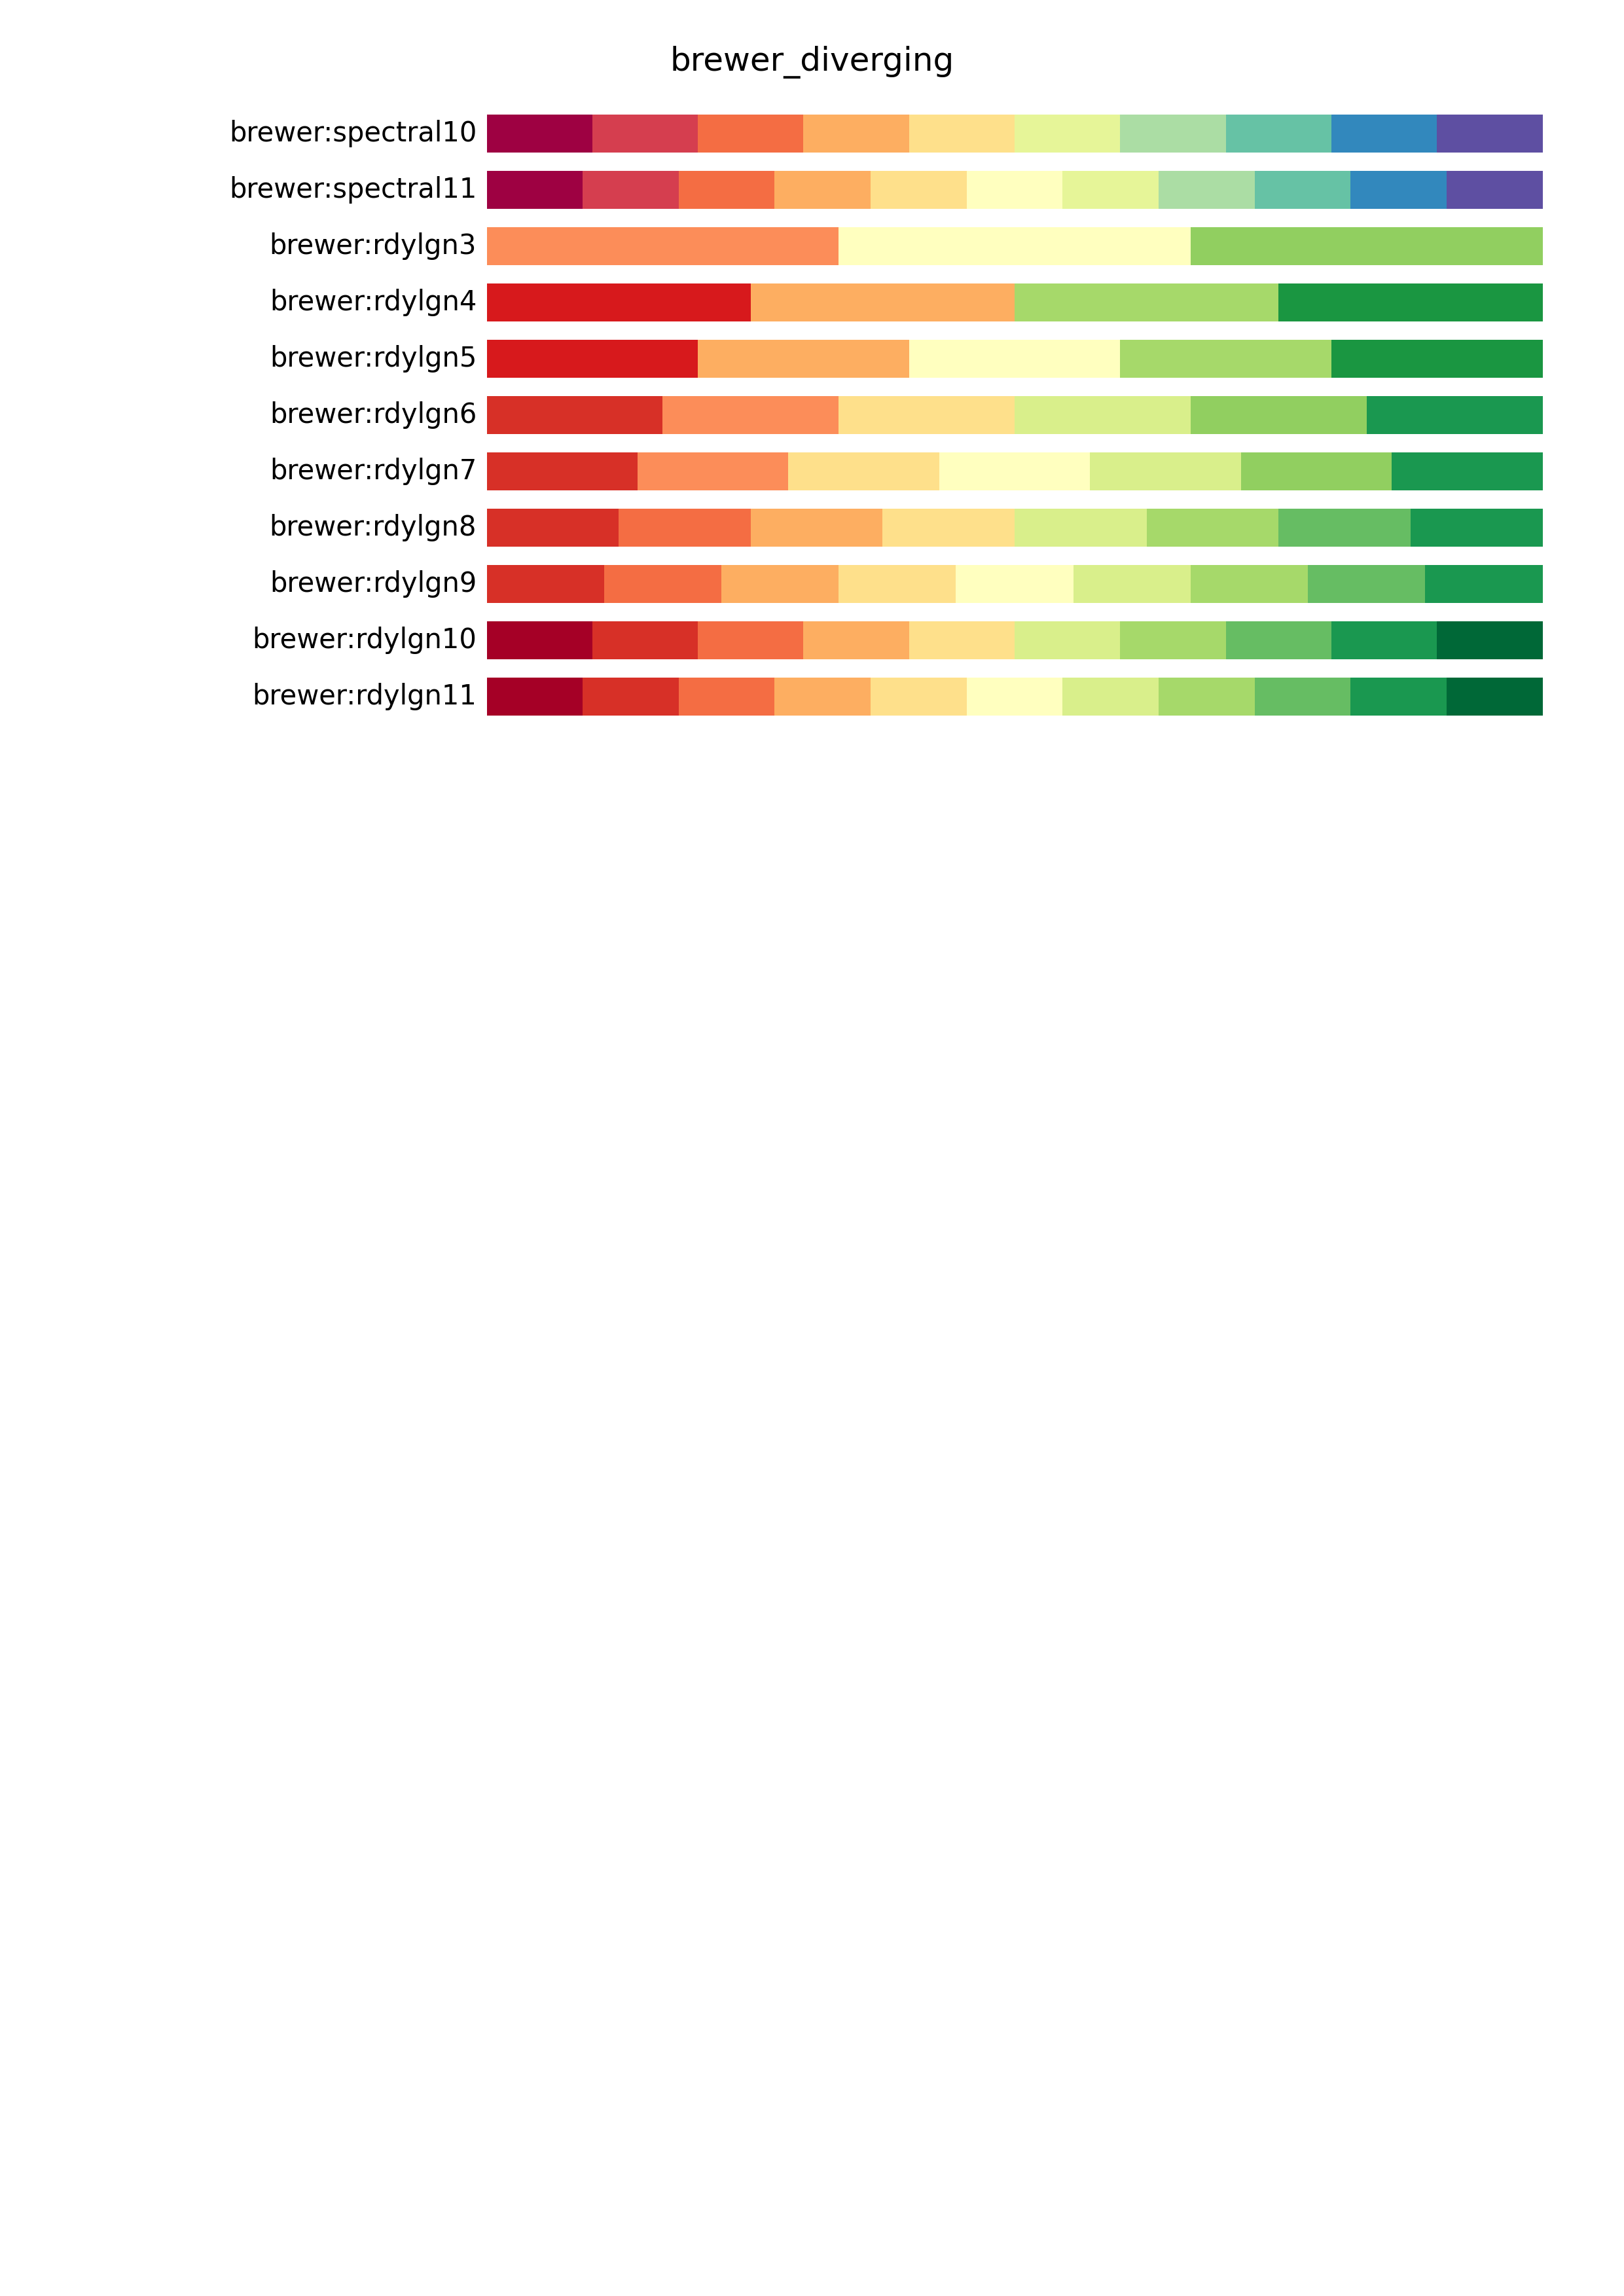 brewer_diverging
brewer:spectral10
brewer:spectral11
brewer:rdylgn3
brewer:rdylgn4
brewer:rdylgn5
brewer:rdylgn6
brewer:rdylgn7
brewer:rdylgn8
brewer:rdylgn9
brewer:rdylgn10
brewer:rdylgn11